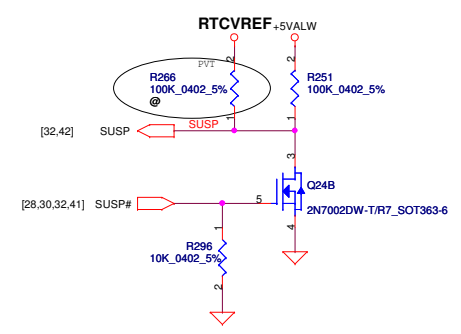 RTCVREF +5VALW
PVT
2 2
R266 R251
100K_0402_5% 100K_0402_5%
@
1 1
[32,42] SUSP SUSP
3
Q24B
[28,30,32,41] SUSP# 5
2N7002DW-T/R7_SOT363-6
4
1
R296
10K_0402_5%
2